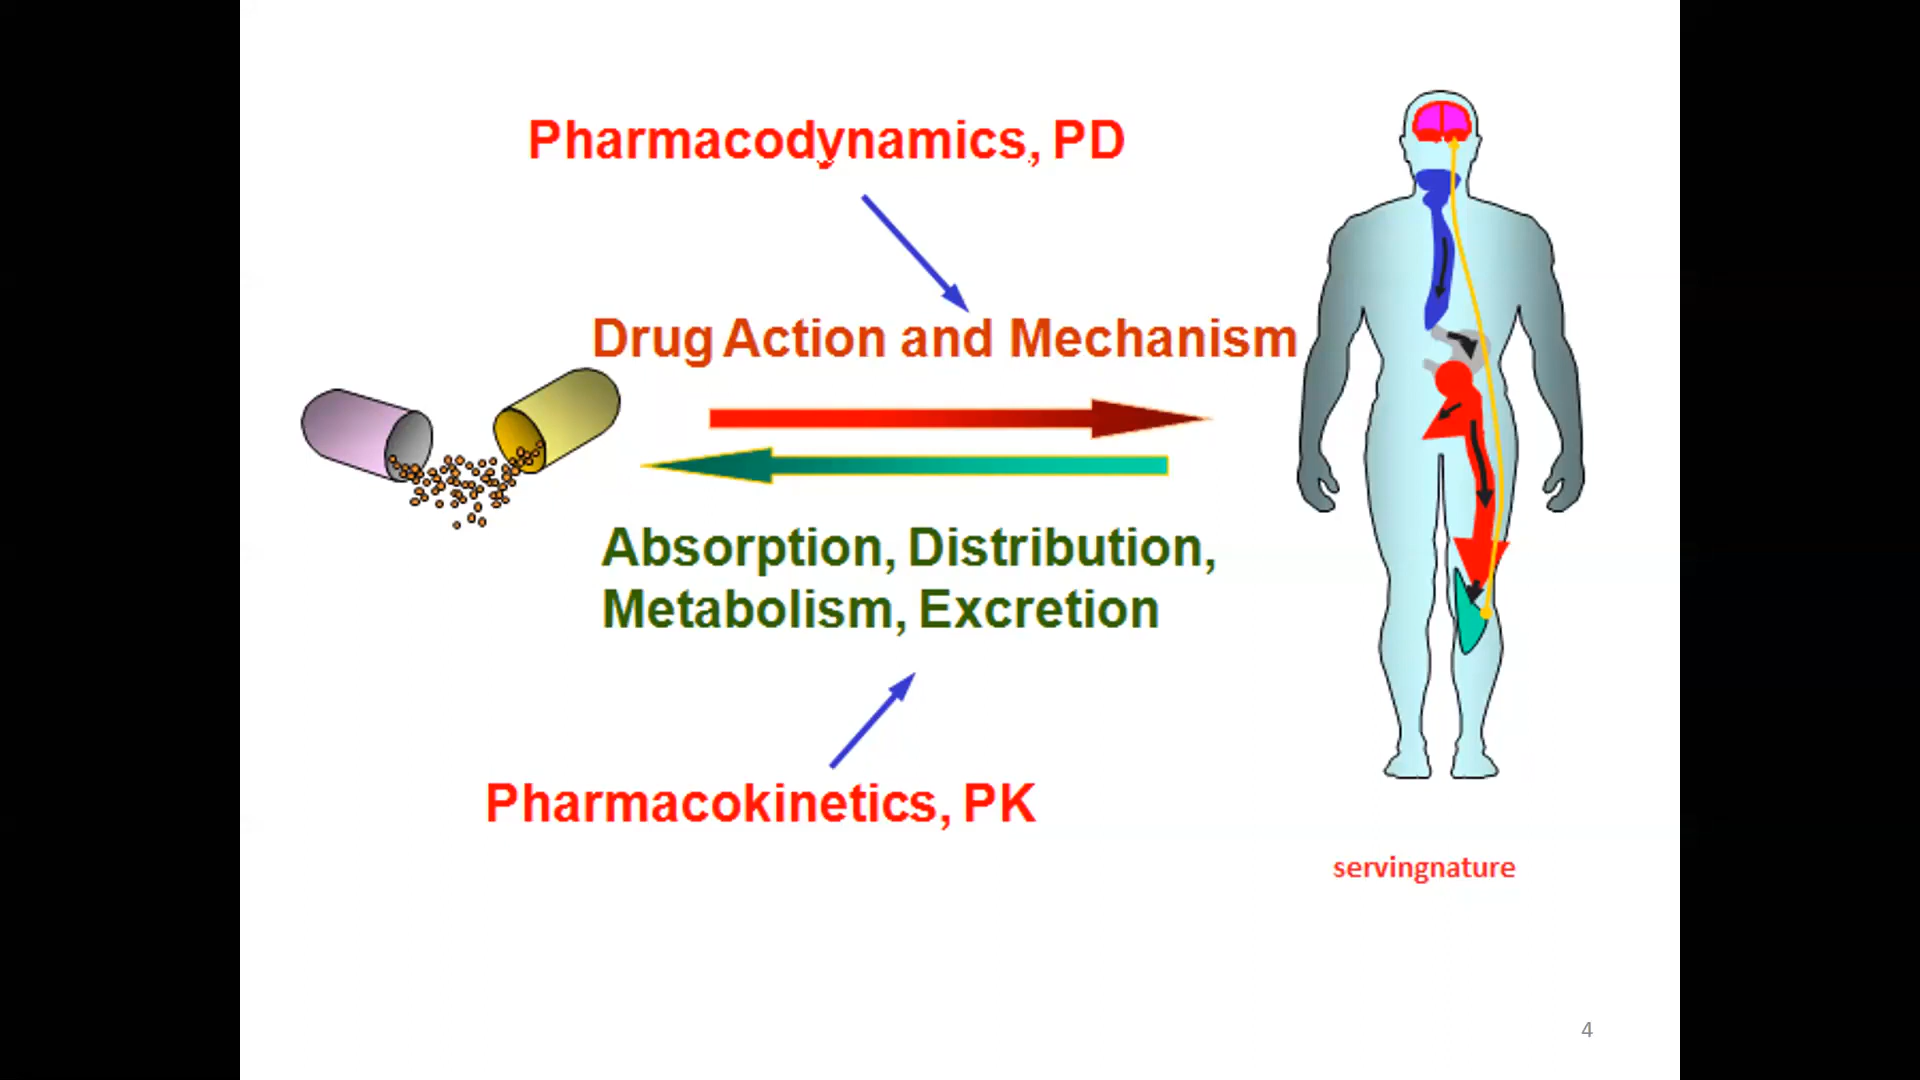 Pharmacodynamics, PD
Drug Action and Mechanism
Absorption, Distribution,
Metabolism, Excretion
Pharmacokinetics, PK
servingnature
4